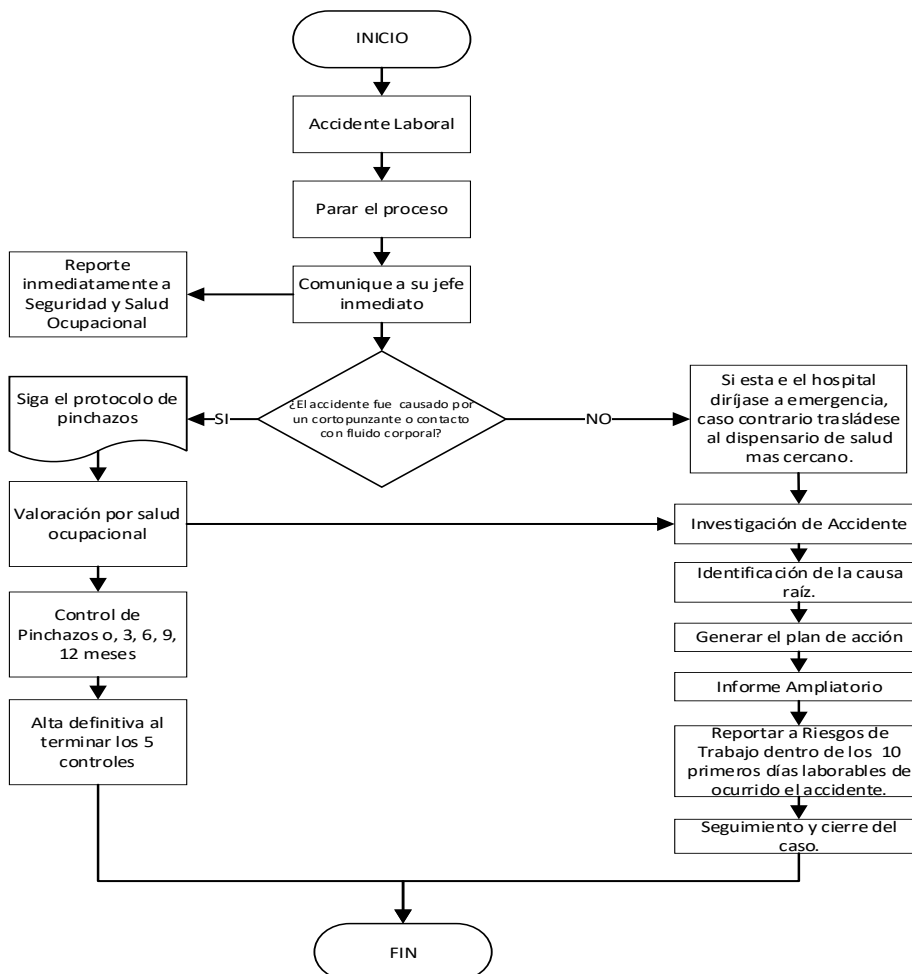 INICIO
Accidente Laboral
Parar el proceso
Reporte
inmediatamente a
Seguridad y Salud
Ocupacional
Comunique a su jefe
inmediato
¿El accidente fue causado por
un cortopunzante o contacto
con fluido corporal?
SI
NO
Siga el protocolo de
pinchazos
Si esta e el hospital
diríjase a emergencia,
caso contrario trasládese
al dispensario de salud
mas cercano.
Valoración por salud
ocupacional
Investigación de Accidente
Identificación de la causa
raíz.
Control de
Pinchazos o, 3, 6, 9,
12 meses
Generar el plan de acción
Informe Ampliatorio
Alta definitiva al
terminar los 5
controles
Reportar a Riesgos de
Trabajo dentro de los 10
primeros días laborables de
ocurrido el accidente.
Seguimiento y cierre del
caso.
FIN